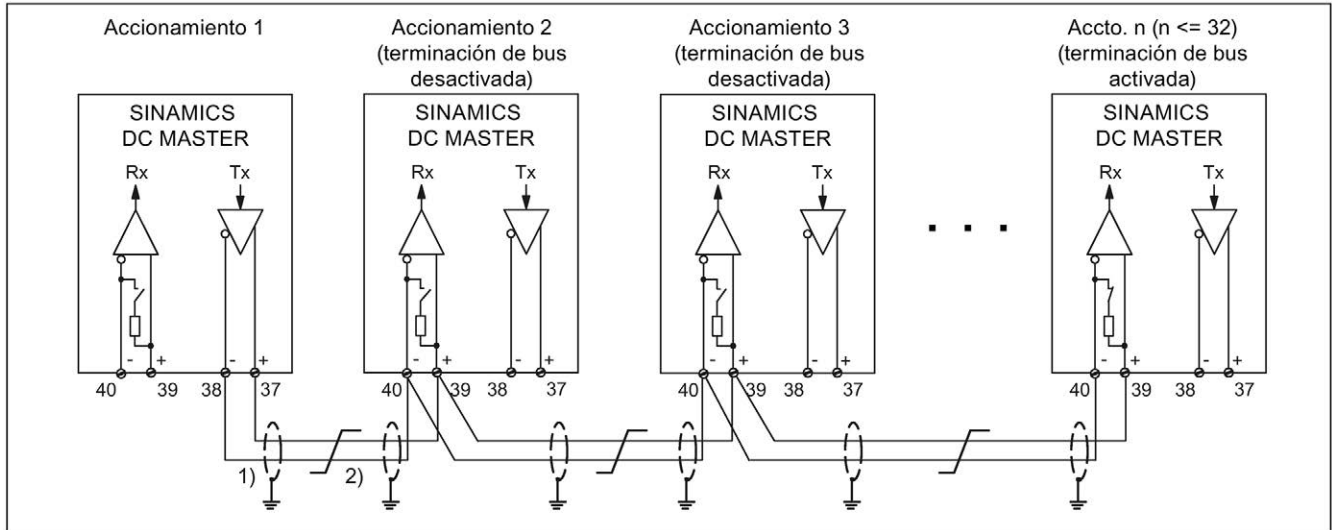 Accionamiento 1
Accionamiento 2
(terminación de bus
desactivada)
Accionamiento 3
(terminación de bus
desactivada)
Accto. n (n <= 32)
(terminación de bus
activada)
SINAMICS
DC MASTER
Rx Tx
- + - +
40 39 38 37
SINAMICS
DC MASTER
Rx Tx
- + - +
40 39 38 37
SINAMICS
DC MASTER
Rx Tx
- + - +
40 39 38 37
. . .
SINAMICS
DC MASTER
Rx Tx
- + - +
40 39 38 37
1) 2)